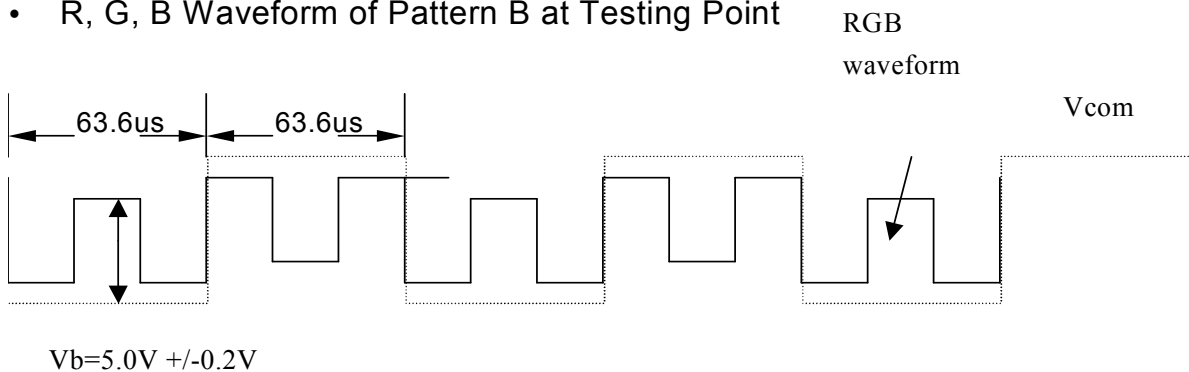 • R, G, B Waveform of Pattern B at Testing Point
RGB
waveform
Vcom
63.6us 63.6us
Vb=5.0V +/-0.2V